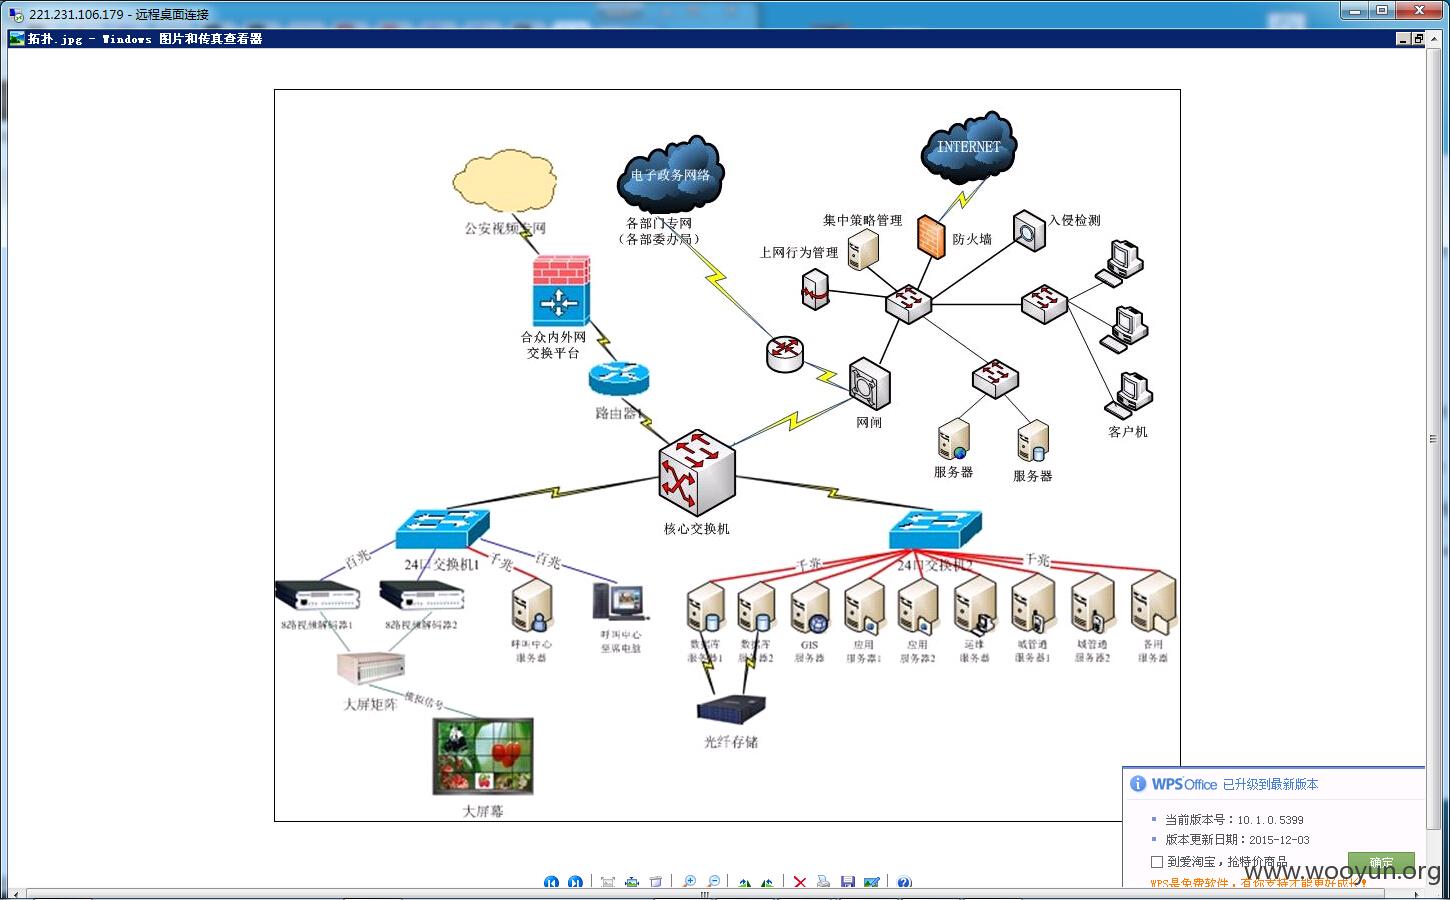 221.231.106.179 - 远程桌面连接
拓扑.jpg - Windows 图片和传真查看器
INTERNET
电子政务网络
公安视频专网
各部门专网
（各部委办局）
集中策略管理
入侵检测
防火墙
上网行为管理
合众内外网
交换平台
路由器1
网闸
客户机
服务器
服务器
核心交换机
24口交换机1
24口交换机2
百兆
千兆
百兆
千兆
千兆
8路视频解码器1
8路视频解码器2
呼叫中心
服务器
呼叫中心
坐席电脑
数据库
服务器1
数据库
服务器2
GIS
服务器
应用
服务器1
应用
服务器2
运维
服务器
城管通
服务器1
城管通
服务器2
备用
服务器
大屏矩阵
模拟信号
光纤存储
大屏幕
WPS Office 已升级到最新版本
当前版本号：10.1.0.5399
版本更新日期：2015-12-03
到爱淘宝，抢特价商品
确定
WPS是免费软件，有你支持才能更好成长！
www.wooyun.org